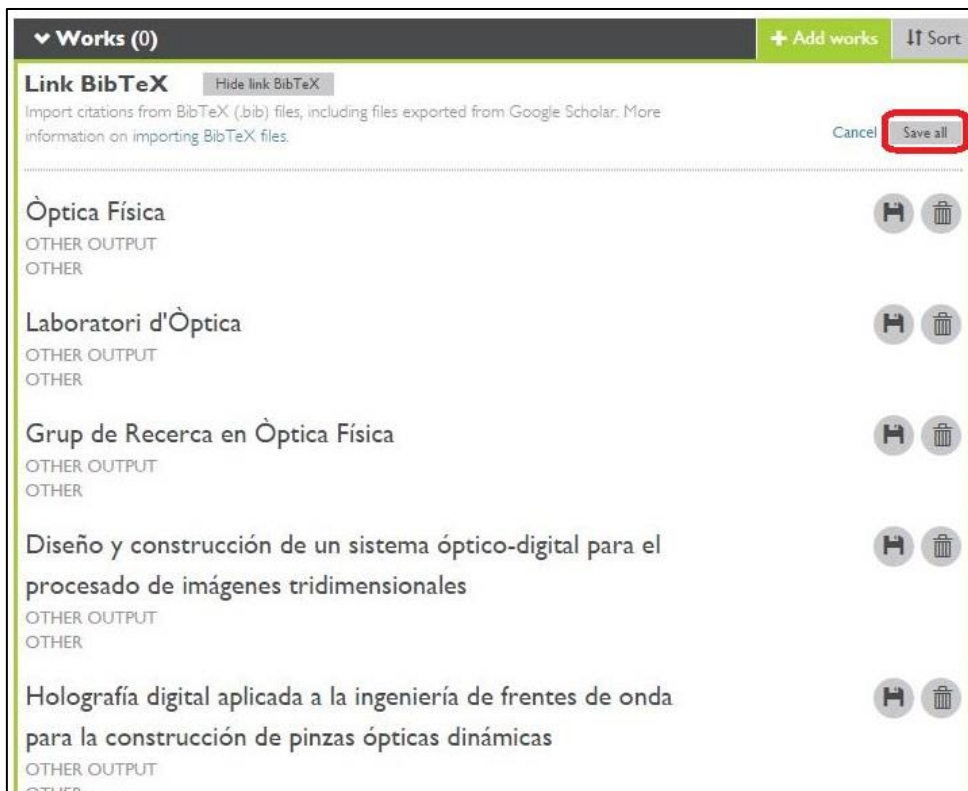 Works (0)
+ Add works
Sort
Link BibTeX
Hide link BibTeX
Import citations from BibTeX (.bib) files, including files exported from Google Scholar. More
information on importing BibTeX files.
Cancel
Save all
Òptica Física
OTHER OUTPUT
OTHER
Laboratori d'Òptica
OTHER OUTPUT
OTHER
Grup de Recerca en Òptica Física
OTHER OUTPUT
OTHER
Diseño y construcción de un sistema óptico-digital para el
procesado de imágenes tridimensionales
OTHER OUTPUT
OTHER
Holografía digital aplicada a la ingeniería de frentes de onda
para la construcción de pinzas ópticas dinámicas
OTHER OUTPUT
OTHER